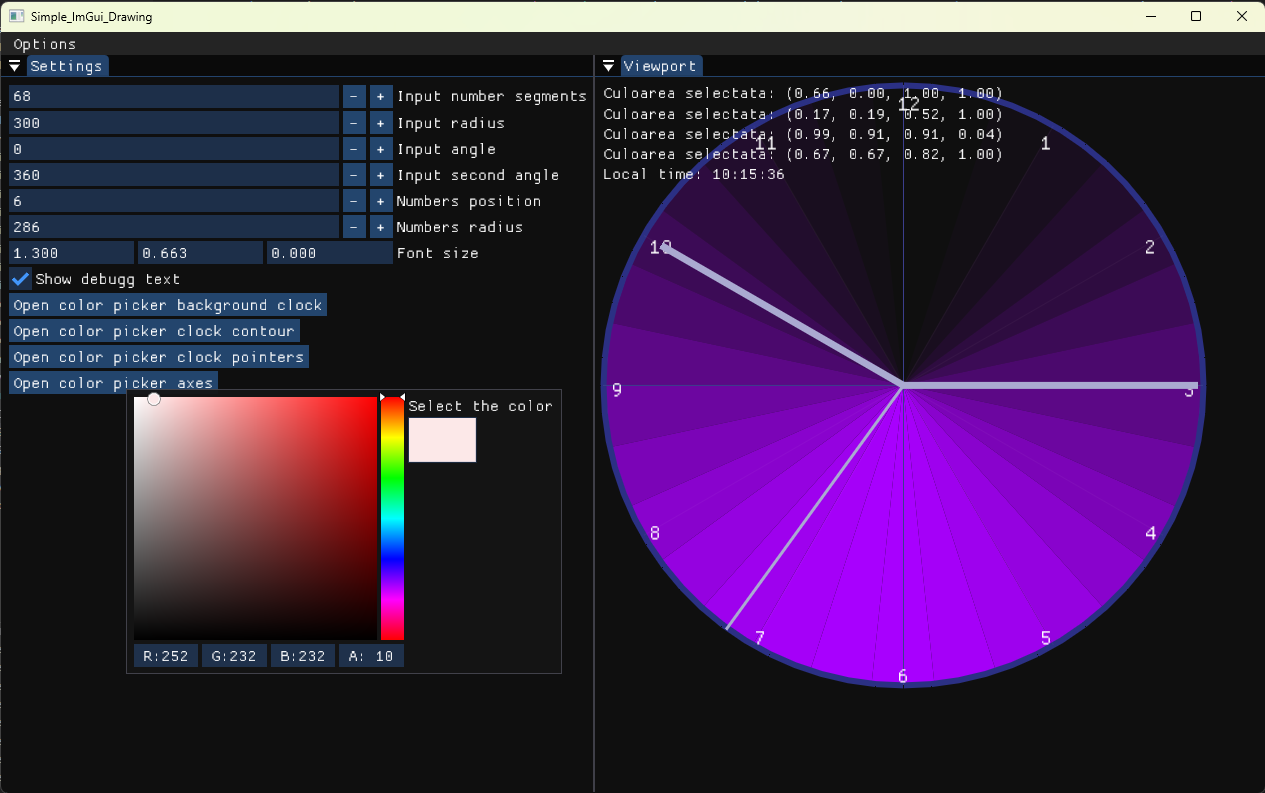 Simple_ImGui_Drawing
Options
Settings
68 - + Input number segments
300 - + Input radius
0 - + Input angle
360 - + Input second angle
6 - + Numbers position
286 - + Numbers radius
1.300 0.663 0.000 Font size
Show debugg text
Open color picker background clock
Open color picker clock contour
Open color picker clock pointers
Open color picker axes
Select the color
R:252 G:232 B:232 A: 10
Viewport
Culoarea selectata: (0.66, 0.00, 1.00, 1.00)
Culoarea selectata: (0.17, 0.19, 0.52, 1.00)
Culoarea selectata: (0.99, 0.91, 0.91, 0.04)
Culoarea selectata: (0.67, 0.67, 0.82, 1.00)
Local time: 10:15:36
12
11 1
10 2
9 3
8 4
7 5
6